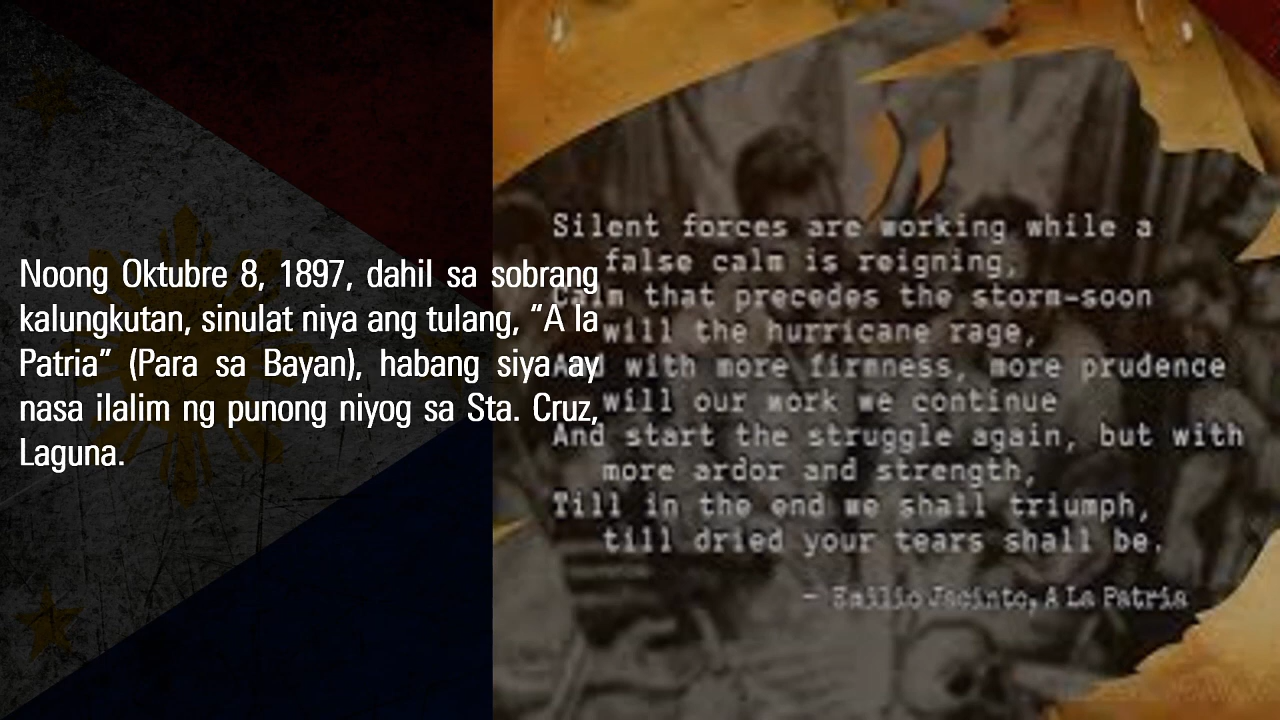 Noong Oktubre 8, 1897, dahil sa sobrang
kalungkutan, sinulat niya ang tulang, “A la
Patria” (Para sa Bayan), habang siya ay
nasa ilalim ng punong niyog sa Sta. Cruz,
Laguna.
Silent forces are working while a
false calm is reigning,
Calm that precedes the storm-soon
will the hurricane rage,
And with more firmness, more prudence
will our work we continue
And start the struggle again, but with
more ardor and strength,
Till in the end we shall triumph,
till dried your tears shall be.
- Emilio Jacinto, A La Patria